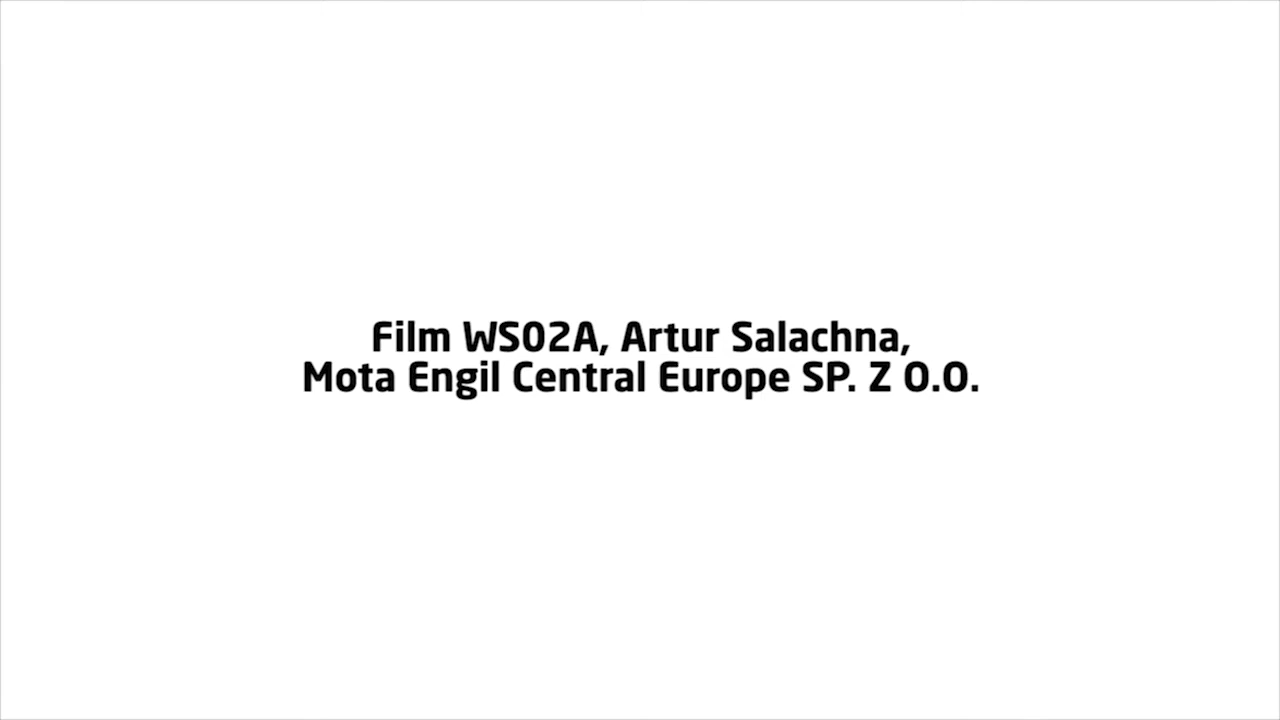 Film WS02A, Artur Salachna,
Mota Engil Central Europe SP. Z O.O.